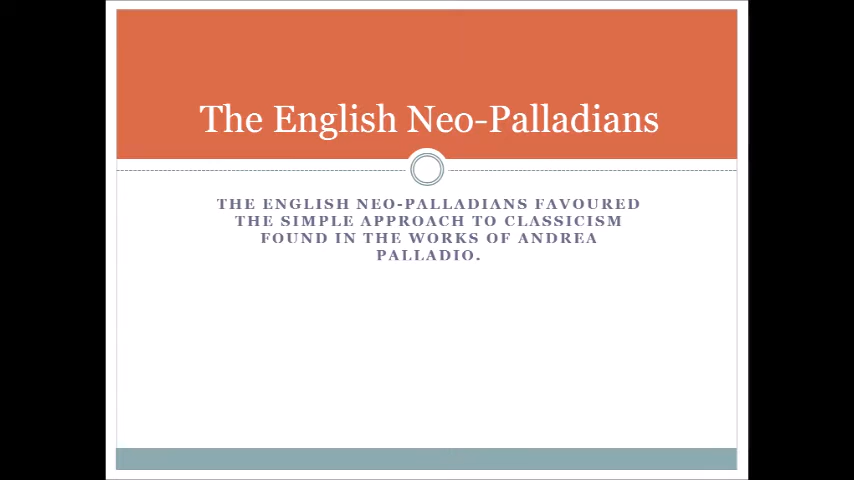 The English Neo-Palladians
THE ENGLISH NEO-PALLADIANS FAVOURED
THE SIMPLE APPROACH TO CLASSICISM
FOUND IN THE WORKS OF ANDREA
PALLADIO.